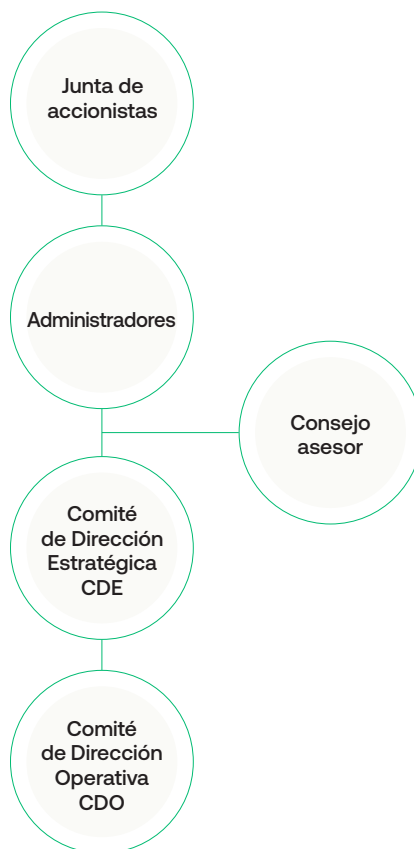 Junta de
accionistas
Administradores
Consejo
asesor
Comité
de Dirección
Estratégica
CDE
Comité
de Dirección
Operativa
CDO